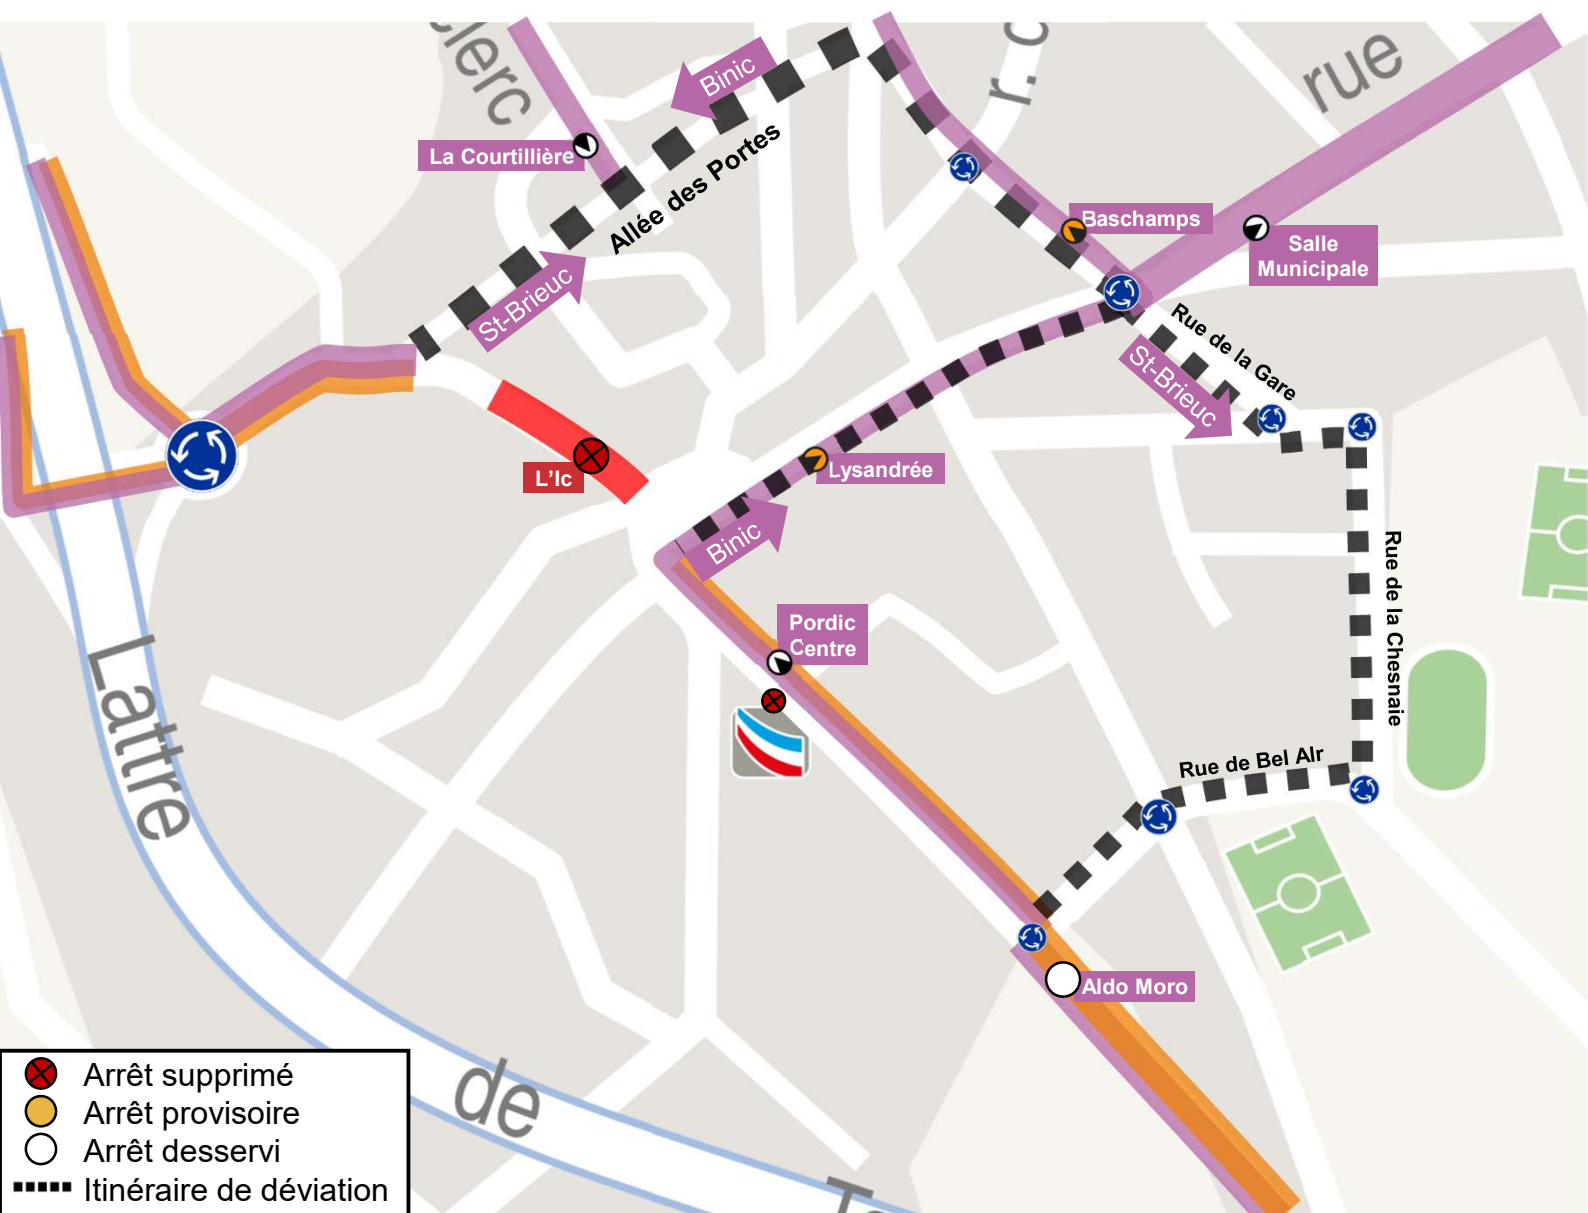 clerc
r. c
rue
Binic
La Courtillière
Allée des Portes
Baschamps
Salle
Municipale
St-Brieuc
Rue de la Gare
St-Brieuc
L'Ic
Lysandrée
Binic
Rue de la Chesnaie
Pordic
Centre
Lattre
Rue de Bel AIr
Aldo Moro
de
Arrêt supprimé
Arrêt provisoire
Arrêt desservi
Itinéraire de déviation